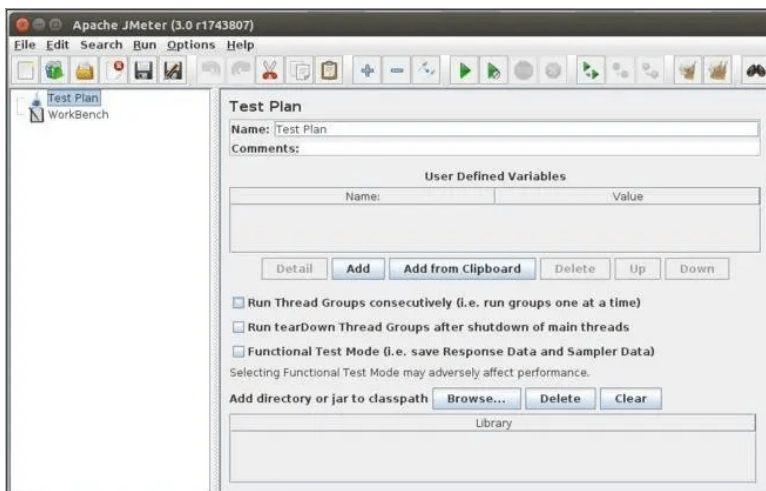 Apache JMeter (3.0 r1743807)
File Edit Search Run Options Help
Test Plan
WorkBench
Test Plan
Name: Test Plan
Comments:
User Defined Variables
Name: Value
Detail Add Add from Clipboard Delete Up Down
Run Thread Groups consecutively (i.e. run groups one at a time)
Run tearDown Thread Groups after shutdown of main threads
Functional Test Mode (i.e. save Response Data and Sampler Data)
Selecting Functional Test Mode may adversely affect performance.
Add directory or jar to classpath Browse... Delete Clear
Library